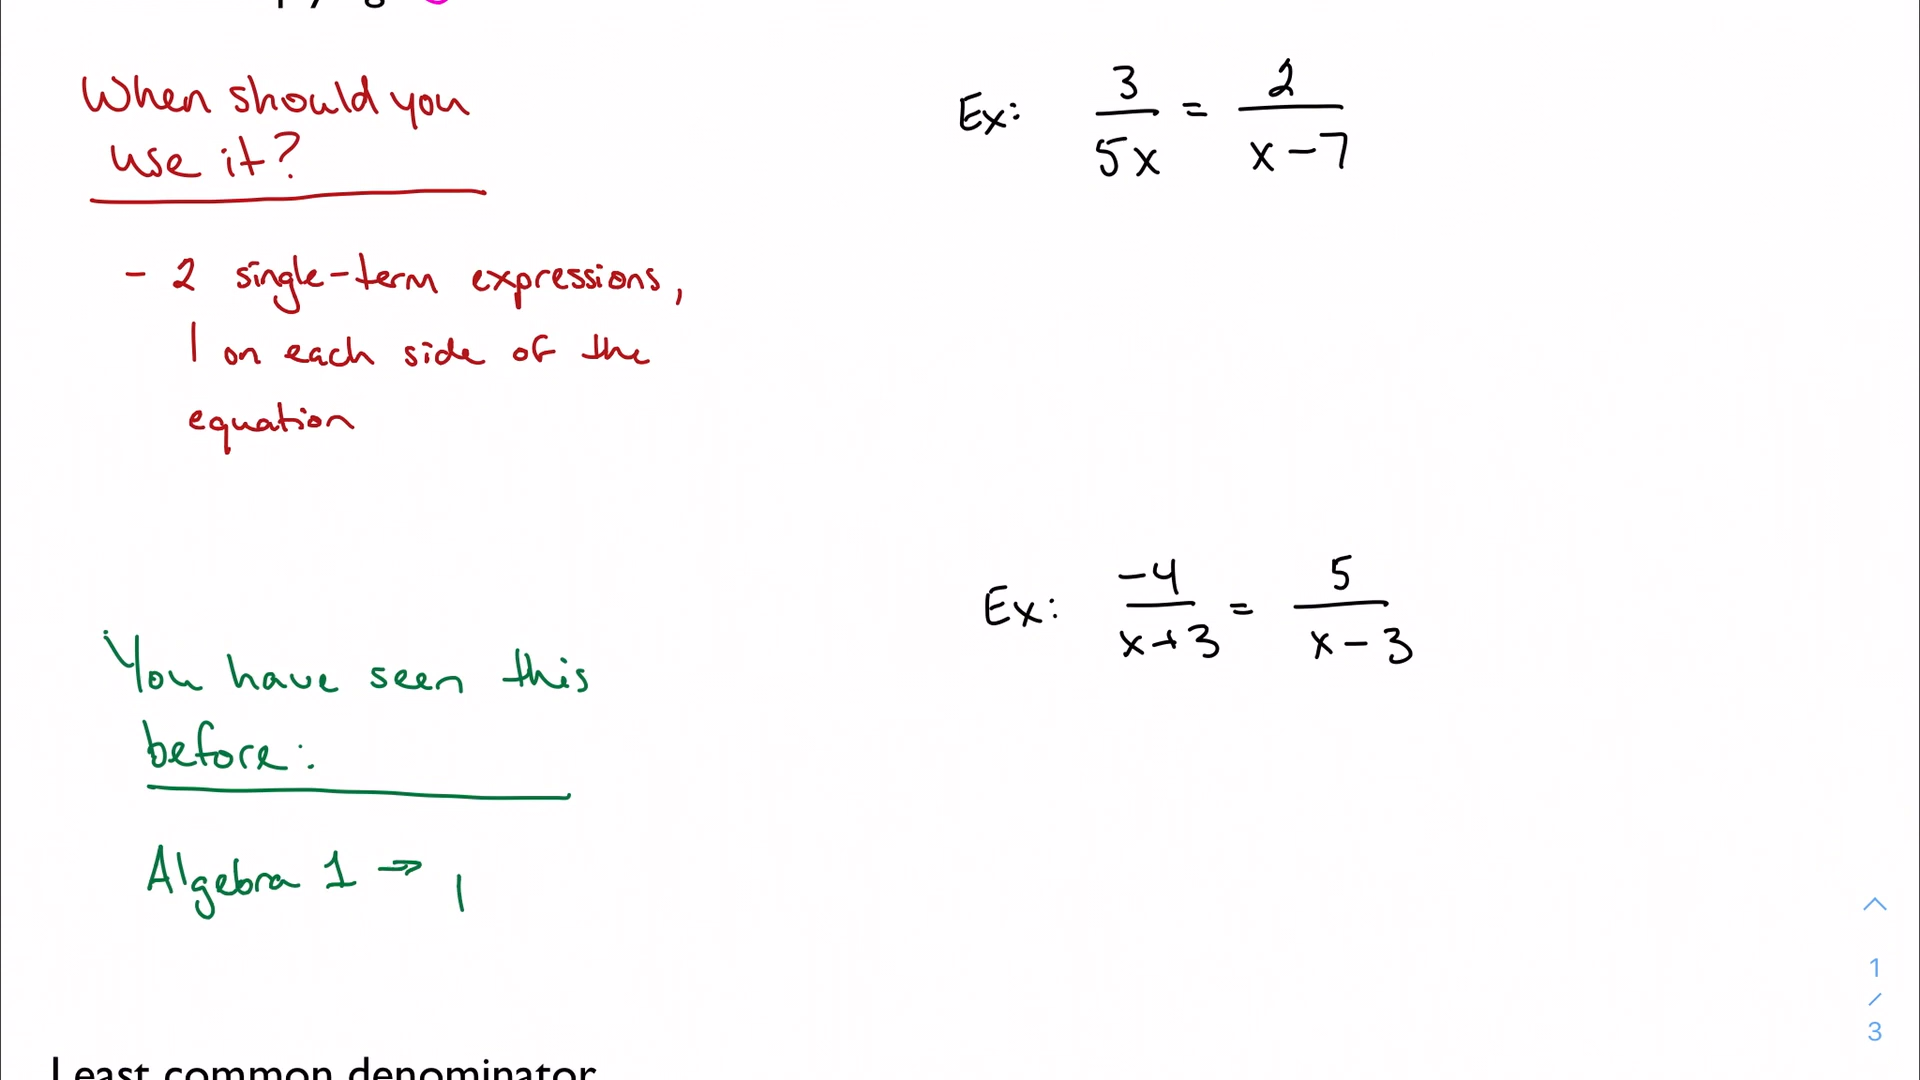 When should you
use it?
- 2 single-term expressions,
1 on each side of the
equation
You have seen this
before:
Algebra 1 →
Ex: 3/5x = 2/x-7
Ex: -4/x+3 = 5/x-3
Least common denominator
1
/
3